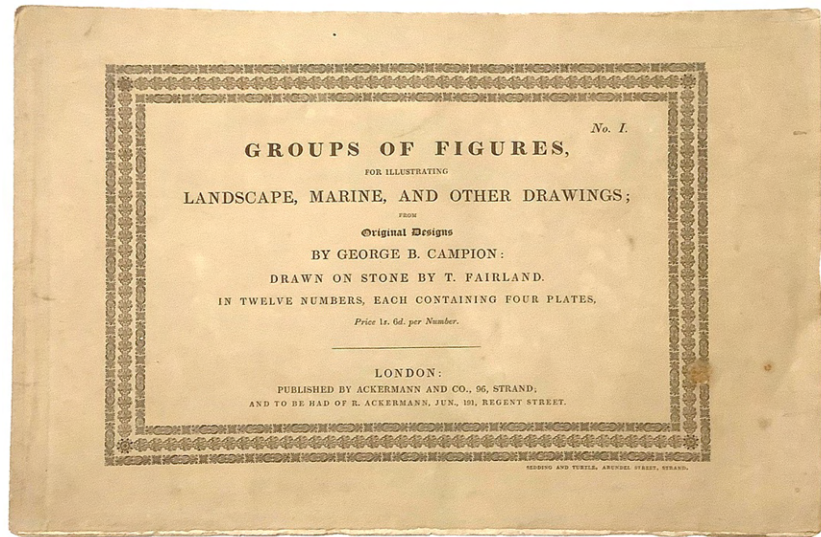 No. I.
GROUPS OF FIGURES,
FOR ILLUSTRATING
LANDSCAPE, MARINE, AND OTHER DRAWINGS;
FROM
Original Designs
BY GEORGE B. CAMPION:
DRAWN ON STONE BY T. FAIRLAND.
IN TWELVE NUMBERS, EACH CONTAINING FOUR PLATES,
Price 1s. 6d. per Number.
LONDON:
PUBLISHED BY ACKERMANN AND CO., 96, STRAND;
AND TO BE HAD OF R. ACKERMANN, JUN., 191, REGENT STREET.
AND TURTLE, ARUNDEL STREET, STRAND.